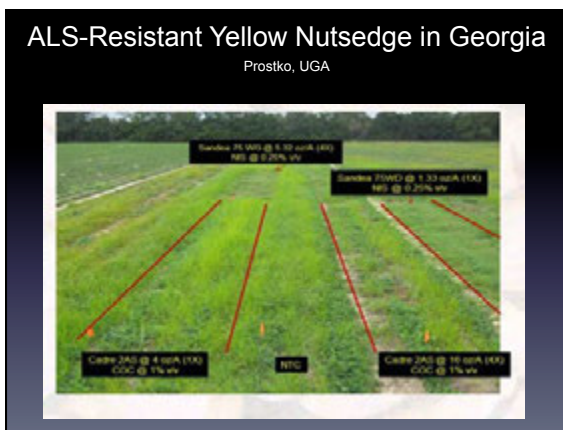 ALS-Resistant Yellow Nutsedge in Georgia
Prostko, UGA
Sandea 75 WG @ 5.32 oz/A (4X)
NIS @ 0.25% v/v
Sandea 75WG @ 1.33 oz/A (1X)
NIS @ 0.25% v/v
Cadre 2AS @ 4 oz/A (1X)
COC @ 1% v/v
NTC
Cadre 2AS @ 16 oz/A (4X)
COC @ 1% v/v